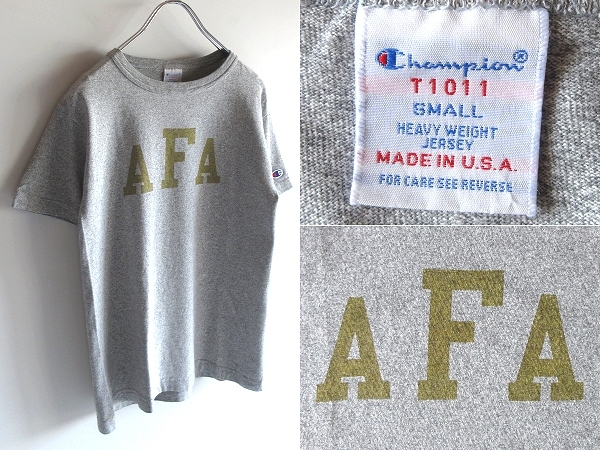 AFA
Champion®
T1011
SMALL
HEAVY WEIGHT
JERSEY
MADE IN U.S.A.
FOR CARE SEE REVERSE
AFA